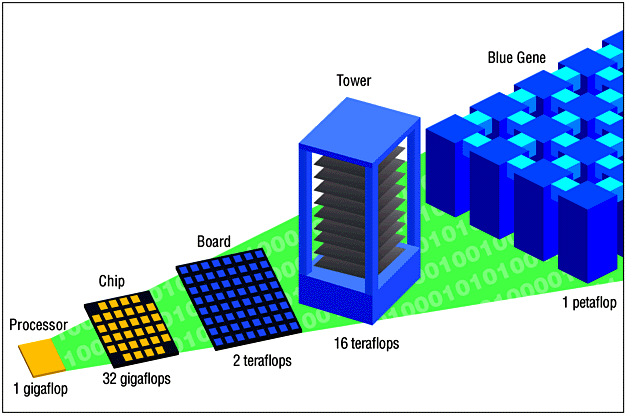 Blue Gene
Tower
Board
Chip
Processor
1 gigaflop
32 gigaflops
2 teraflops
16 teraflops
1 petaflop